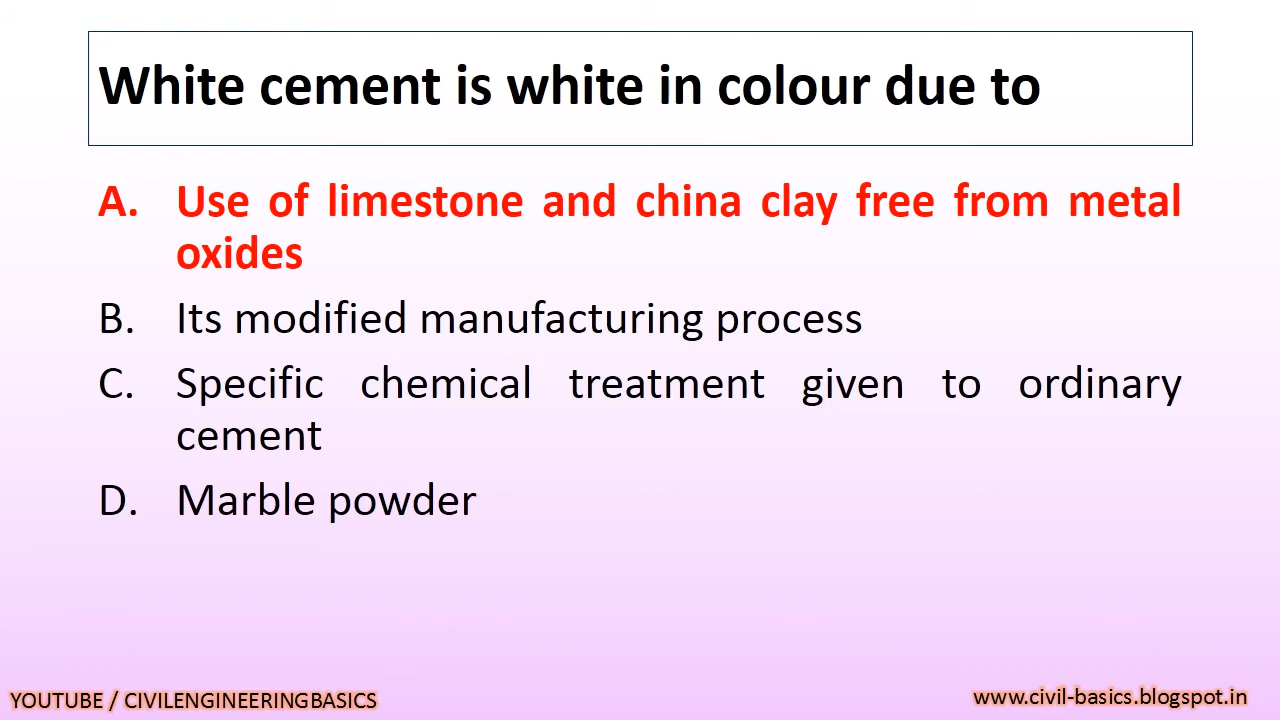 White cement is white in colour due to
A. Use of limestone and china clay free from metal
oxides
B. Its modified manufacturing process
C. Specific chemical treatment given to ordinary
cement
D. Marble powder
YOUTUBE / CIVILENGINEERINGBASICS
www.civil-basics.blogspot.in